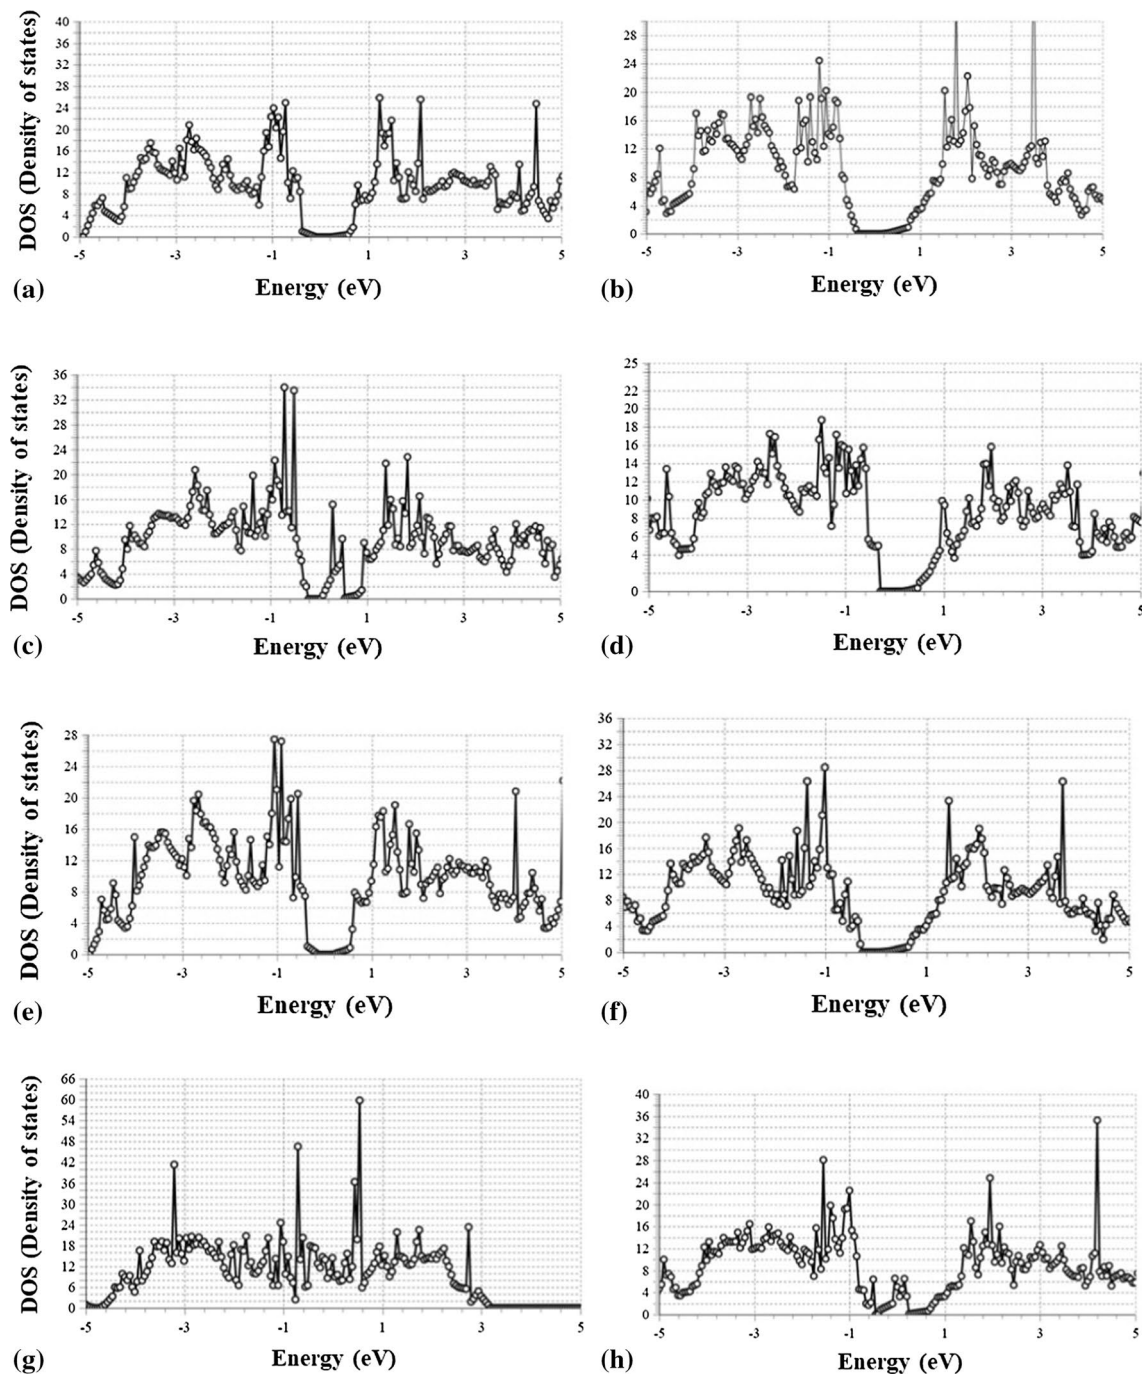 DOS (Density of states)
40
36
32
28
24
20
16
12
8
4
0
-5 -3 -1 1 3 5
Energy (eV)
(a)
28
24
20
16
12
8
4
0
-5 -3 -1 1 3 5
Energy (eV)
(b)
DOS (Density of states)
36
32
28
24
20
16
12
8
4
0
-5 -3 -1 1 3 5
Energy (eV)
(c)
25
22
20
18
16
14
12
10
8
6
4
0
-5 -3 -1 1 3 5
Energy (eV)
(d)
DOS (Density of states)
28
24
20
16
12
8
4
0
-5 -3 -1 1 3 5
Energy (eV)
(e)
36
32
28
24
20
16
12
8
4
0
-5 -3 -1 1 3 5
Energy (eV)
(f)
DOS (Density of states)
66
60
54
48
42
36
30
24
18
12
6
0
-5 -3 -1 1 3 5
Energy (eV)
(g)
40
36
32
28
24
20
16
12
8
4
0
-5 -3 -1 1 3 5
Energy (eV)
(h)